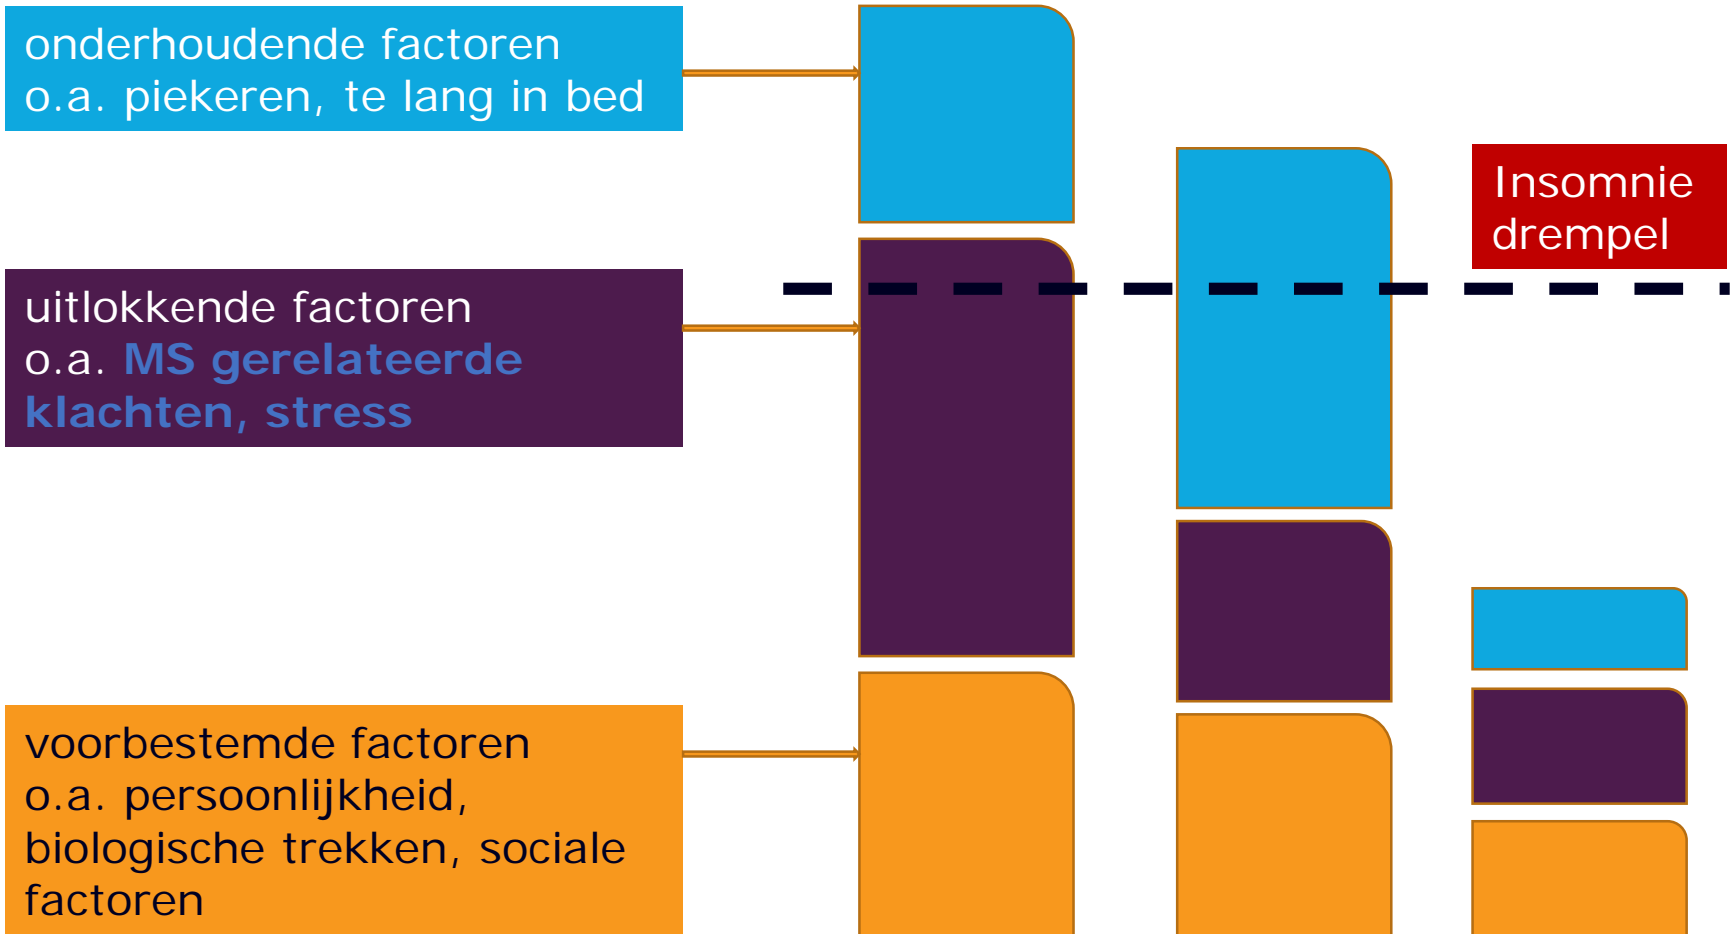 onderhoudende factoren
o.a. piekeren, te lang in bed
Insomnie
drempel
uitlokkende factoren
o.a. MS gerelateerde
klachten, stress
voorbestemde factoren
o.a. persoonlijkheid,
biologische trekken, sociale
factoren